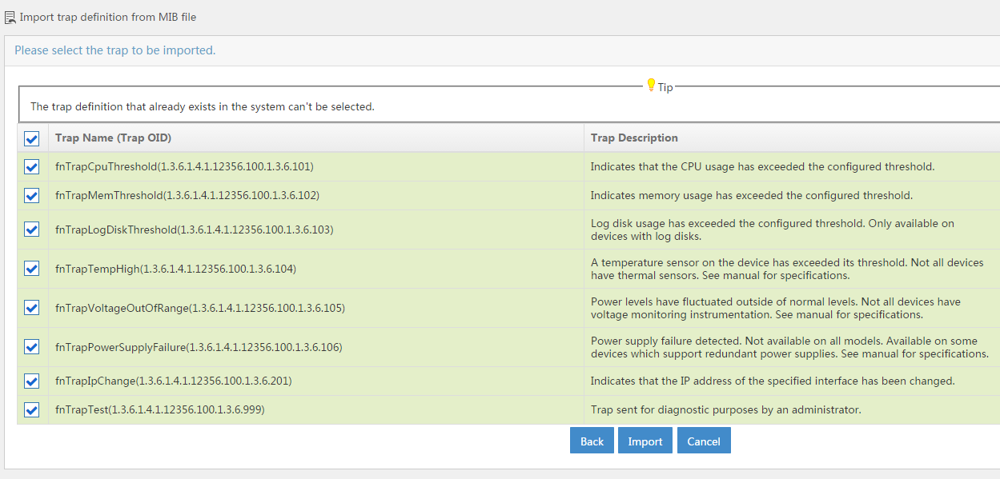 Import trap definition from MIB file
Please select the trap to be imported.
Tip
The trap definition that already exists in the system can't be selected.
Trap Name (Trap OID) Trap Description
fnTrapCpuThreshold(1.3.6.1.4.1.12356.100.1.3.6.101) Indicates that the CPU usage has exceeded the configured threshold.
fnTrapMemThreshold(1.3.6.1.4.1.12356.100.1.3.6.102) Indicates memory usage has exceeded the configured threshold.
fnTrapLogDiskThreshold(1.3.6.1.4.1.12356.100.1.3.6.103) Log disk usage has exceeded the configured threshold. Only available on
devices with log disks.
fnTrapTempHigh(1.3.6.1.4.1.12356.100.1.3.6.104) A temperature sensor on the device has exceeded its threshold. Not all devices
have thermal sensors. See manual for specifications.
fnTrapVoltageOutOfRange(1.3.6.1.4.1.12356.100.1.3.6.105) Power levels have fluctuated outside of normal levels. Not all devices have
voltage monitoring instrumentation. See manual for specifications.
fnTrapPowerSupplyFailure(1.3.6.1.4.1.12356.100.1.3.6.106) Power supply failure detected. Not available on all models. Available on some
devices which support redundant power supplies. See manual for specifications.
fnTrapIpChange(1.3.6.1.4.1.12356.100.1.3.6.201) Indicates that the IP address of the specified interface has been changed.
fnTrapTest(1.3.6.1.4.1.12356.100.1.3.6.999) Trap sent for diagnostic purposes by an administrator.
Back Import Cancel